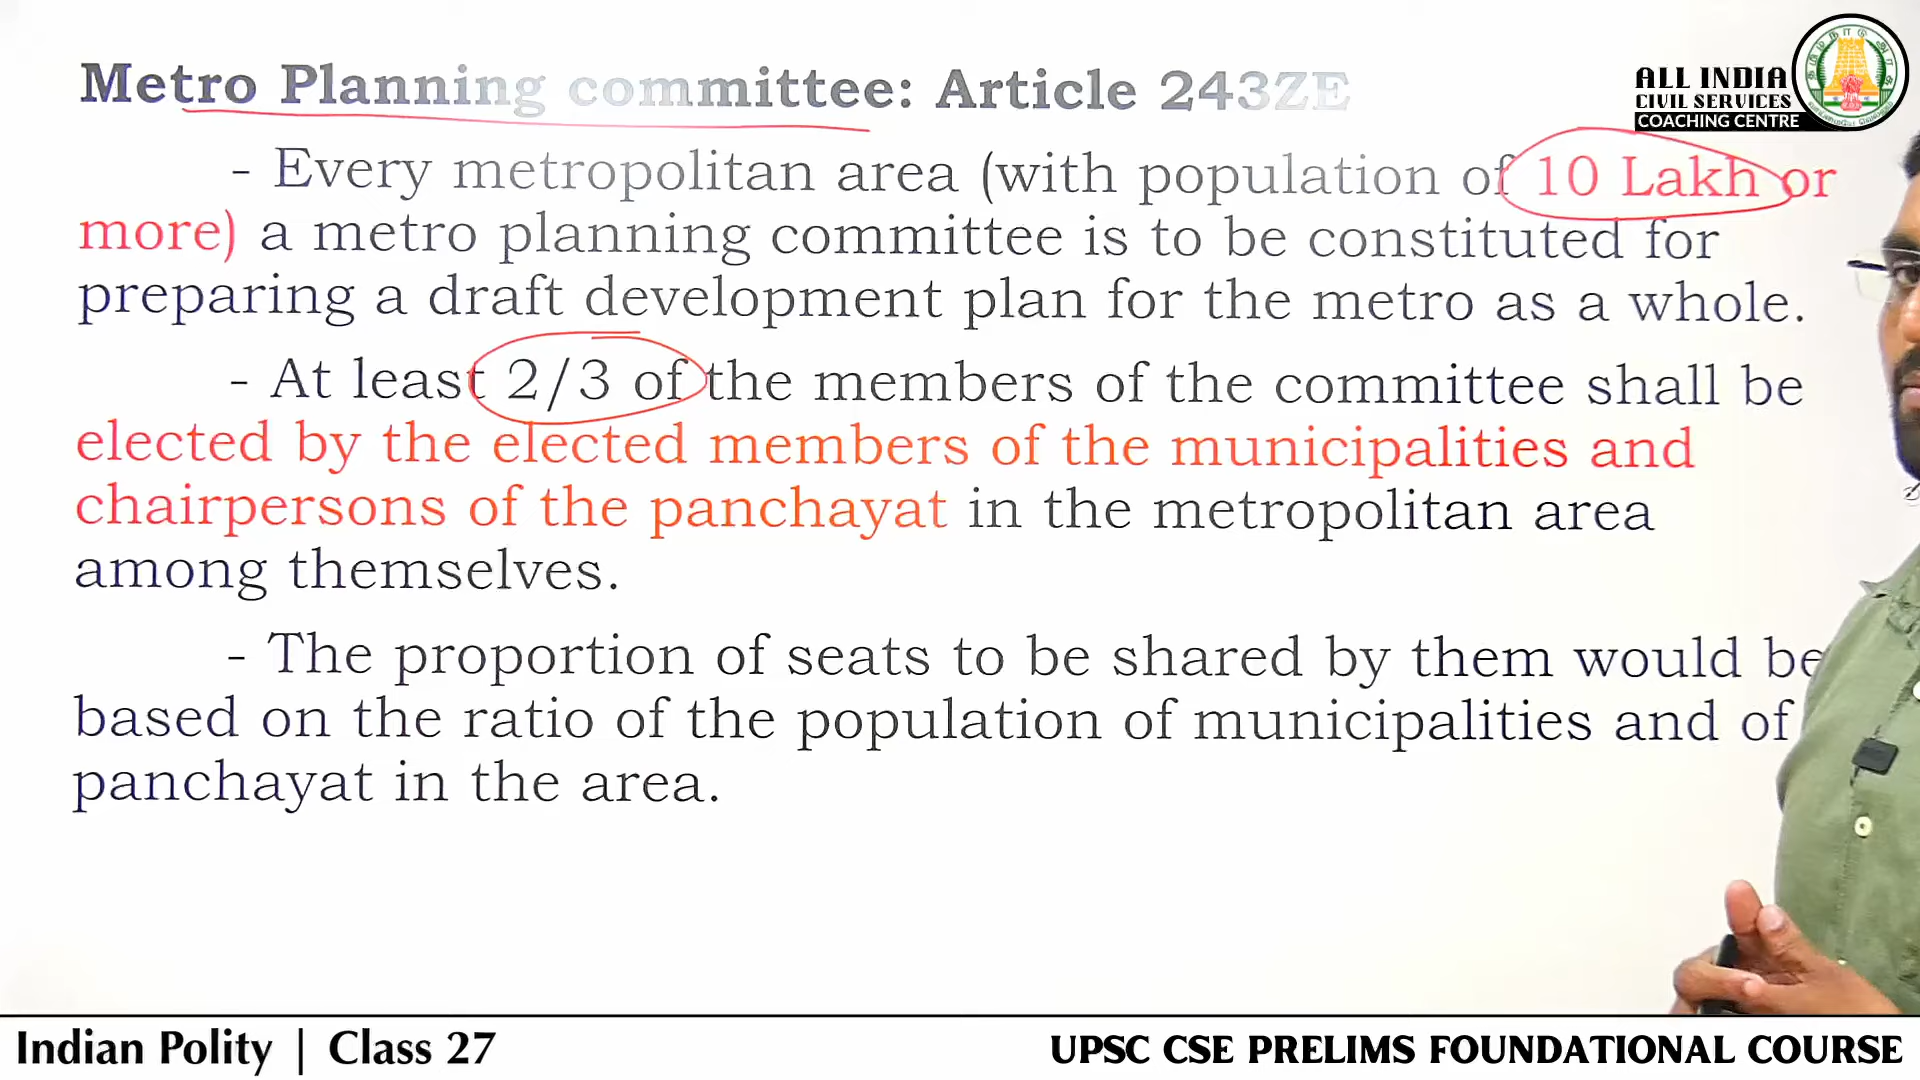 Metro Planning committee: Article 243ZE
ALL INDIA
CIVIL SERVICES
COACHING CENTRE
- Every metropolitan area (with population of 10 Lakh or
more) a metro planning committee is to be constituted for
preparing a draft development plan for the metro as a whole.
- At least 2/3 of the members of the committee shall be
elected by the elected members of the municipalities and
chairpersons of the panchayat in the metropolitan area
among themselves.
- The proportion of seats to be shared by them would be
based on the ratio of the population of municipalities and of
panchayat in the area.
Indian Polity | Class 27
UPSC CSE PRELIMS FOUNDATIONAL COURSE